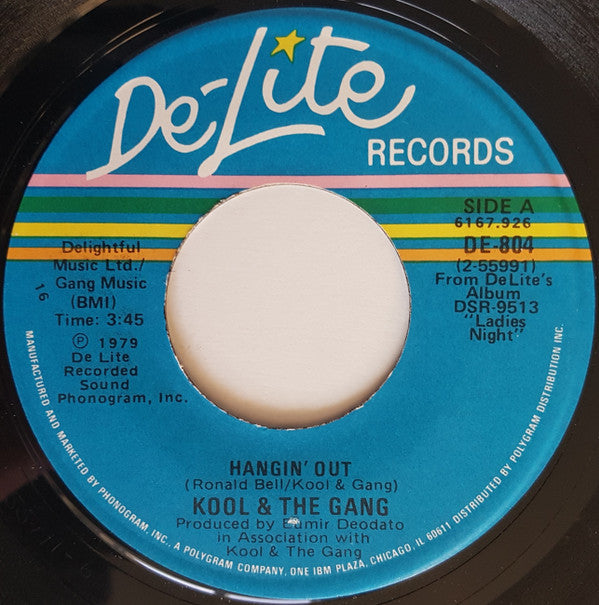 De-Lite
RECORDS
SIDE A
6167.926
DE-804
(2-55991)
From DeLite's
Album
DSR-9513
"Ladies
Night"
Delightful
Music Ltd./
Gang Music
(BMI)
Time: 3:45
16
Ⓟ 1979
De Lite
Recorded
Sound
Phonogram, Inc.
HANGIN' OUT
(Ronald Bell/Kool & Gang)
KOOL & THE GANG
Produced by Eumir Deodato
in Association with
Kool & The Gang
MANUFACTURED AND MARKETED BY PHONOGRAM, INC., A POLYGRAM COMPANY, ONE IBM PLAZA, CHICAGO, IL 60611 DISTRIBUTED BY POLYGRAM DISTRIBUTION INC.